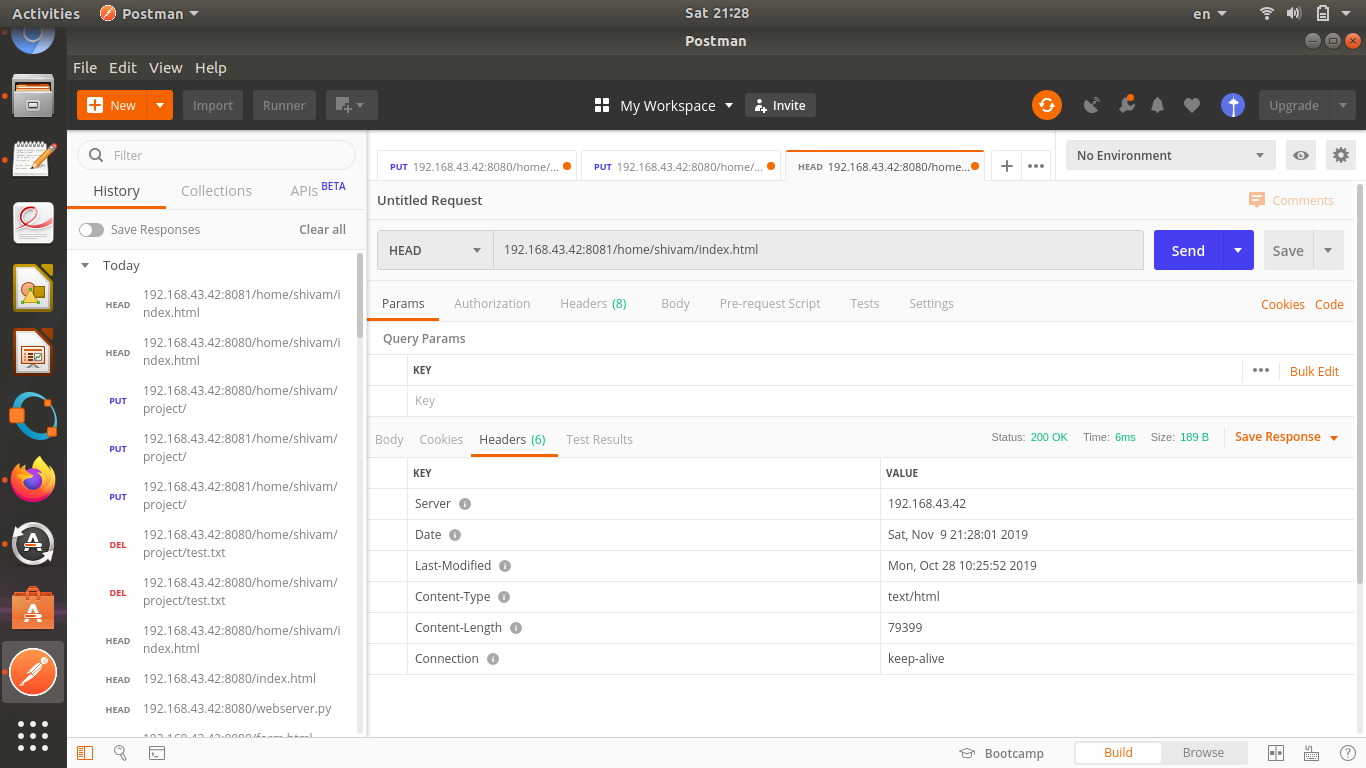 Activities
Postman
Sat 21:28
en
Postman
File Edit View Help
New
Import
Runner
My Workspace
Invite
Upgrade
Filter
History
Collections
APIs BETA
Save Responses
Clear all
Today
HEAD 192.168.43.42:8081/home/shivam/i
ndex.html
HEAD 192.168.43.42:8080/home/shivam/i
ndex.html
PUT 192.168.43.42:8080/home/shivam/
project/
PUT 192.168.43.42:8081/home/shivam/
project/
PUT 192.168.43.42:8081/home/shivam/
project/
DEL 192.168.43.42:8080/home/shivam/
project/test.txt
DEL 192.168.43.42:8080/home/shivam/
project/test.txt
HEAD 192.168.43.42:8080/home/shivam/i
ndex.html
HEAD 192.168.43.42:8080/index.html
HEAD 192.168.43.42:8080/webserver.py
192.168.43.42:8080/form.html
PUT 192.168.43.42:8080/home/...
PUT 192.168.43.42:8080/home/...
HEAD 192.168.43.42:8080/home...
No Environment
Untitled Request
Comments
HEAD
192.168.43.42:8081/home/shivam/index.html
Send
Save
Params
Authorization
Headers (8)
Body
Pre-request Script
Tests
Settings
Cookies
Code
Query Params
KEY
Bulk Edit
Key
Body
Cookies
Headers (6)
Test Results
Status: 200 OK
Time: 6ms
Size: 189 B
Save Response
KEY VALUE
Server 192.168.43.42
Date Sat, Nov  9 21:28:01 2019
Last-Modified Mon, Oct 28 10:25:52 2019
Content-Type text/html
Content-Length 79399
Connection keep-alive
Bootcamp
Build
Browse